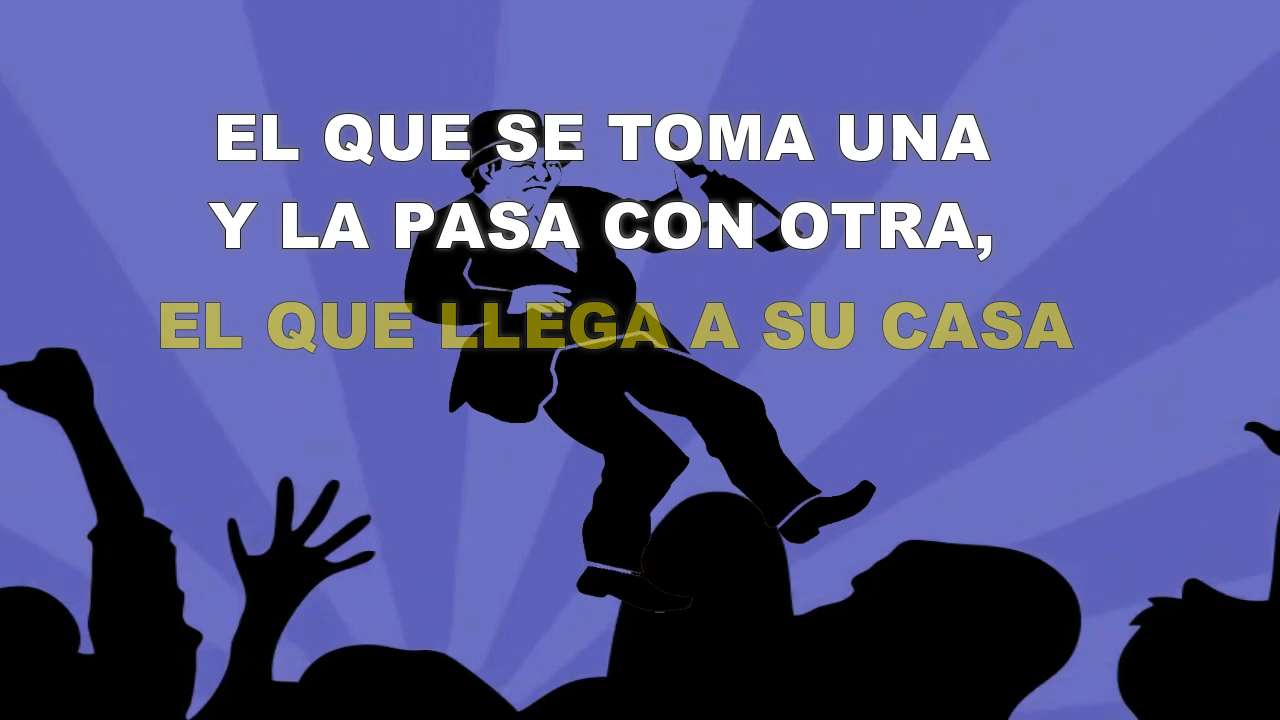 EL QUE SE TOMA UNA
Y LA PASA CON OTRA,
EL QUE LLEGA A SU CASA